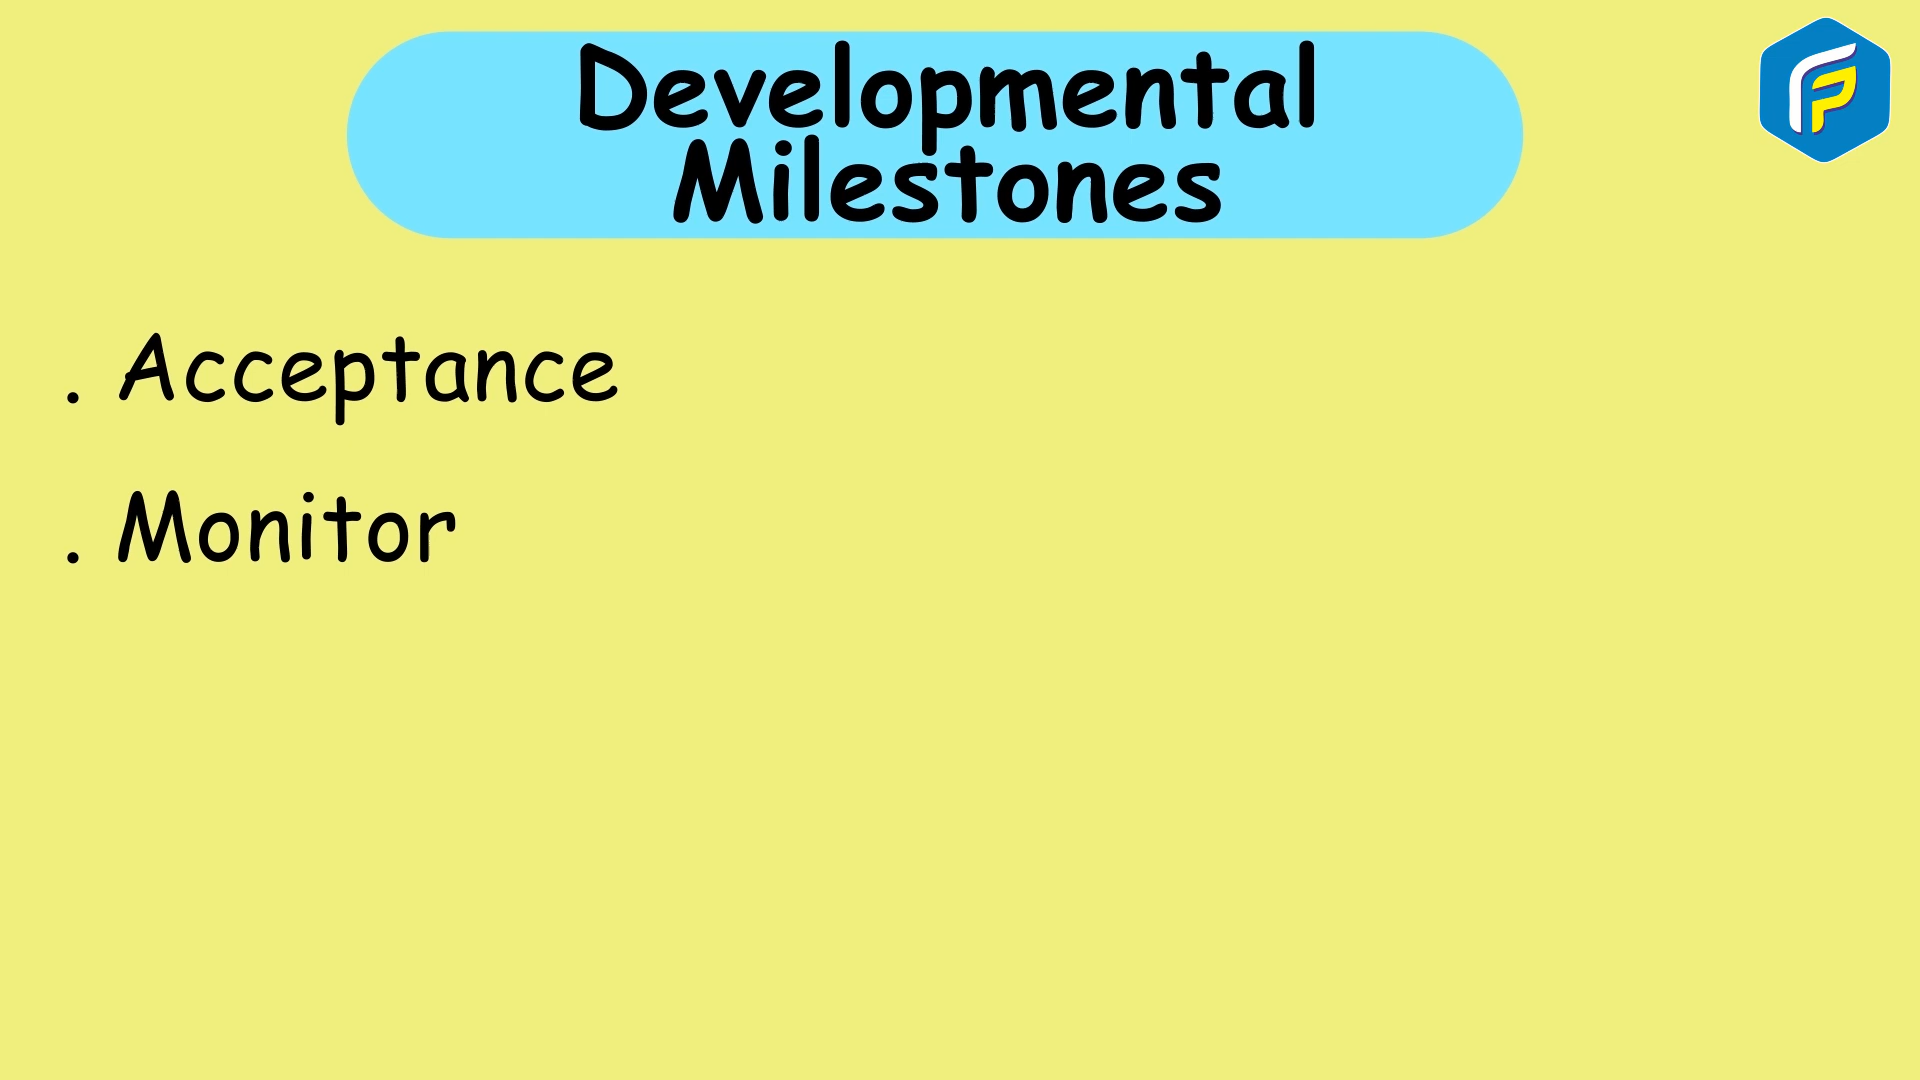 Developmental
Milestones
. Acceptance
. Monitor